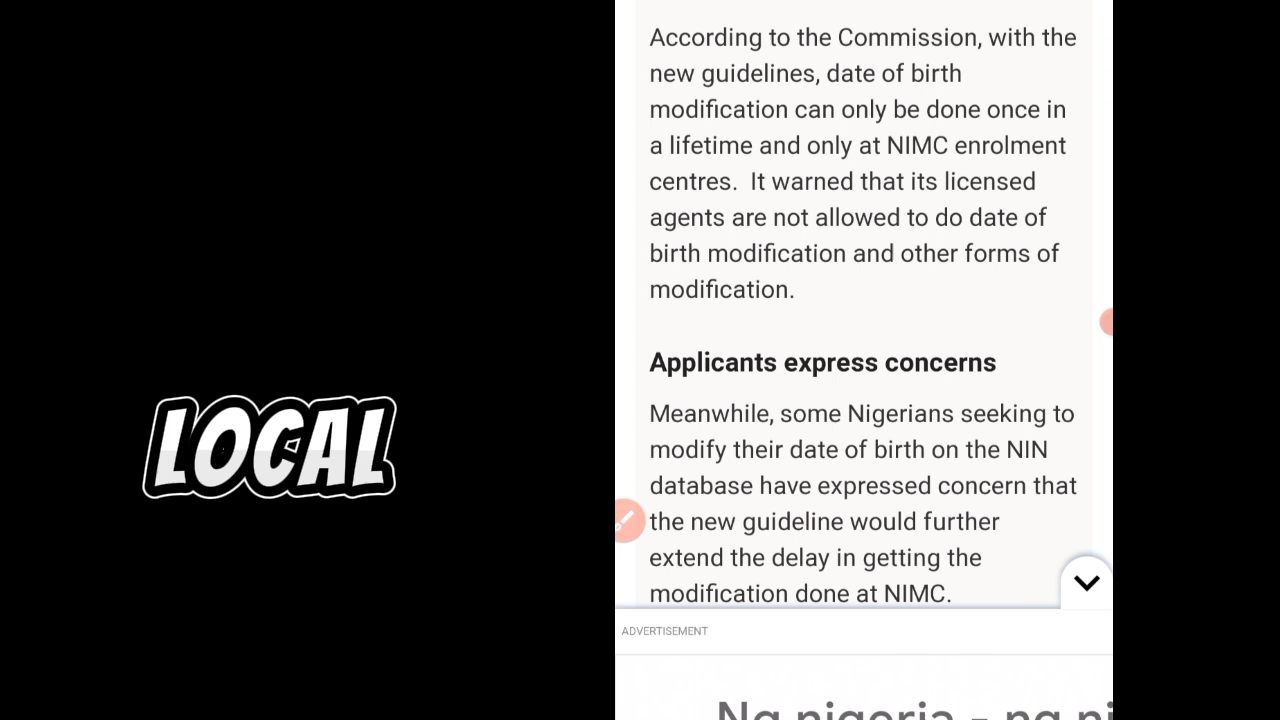 According to the Commission, with the
new guidelines, date of birth
modification can only be done once in
a lifetime and only at NIMC enrolment
centres. It warned that its licensed
agents are not allowed to do date of
birth modification and other forms of
modification.
Applicants express concerns
Meanwhile, some Nigerians seeking to
modify their date of birth on the NIN
database have expressed concern that
the new guideline would further
extend the delay in getting the
modification done at NIMC.
LOCAL
ADVERTISEMENT
Ng nigeria - ng ni